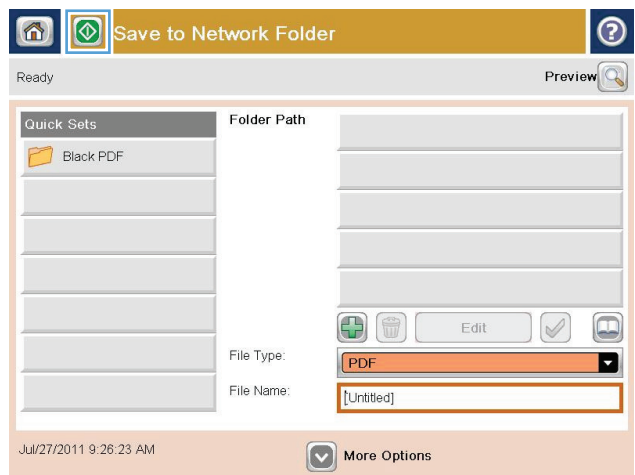 Save to Network Folder
?
Ready
Preview
Quick Sets
Folder Path
Black PDF
Edit
File Type:
PDF
File Name:
[Untitled]
Jul/27/2011 9:26:23 AM
More Options